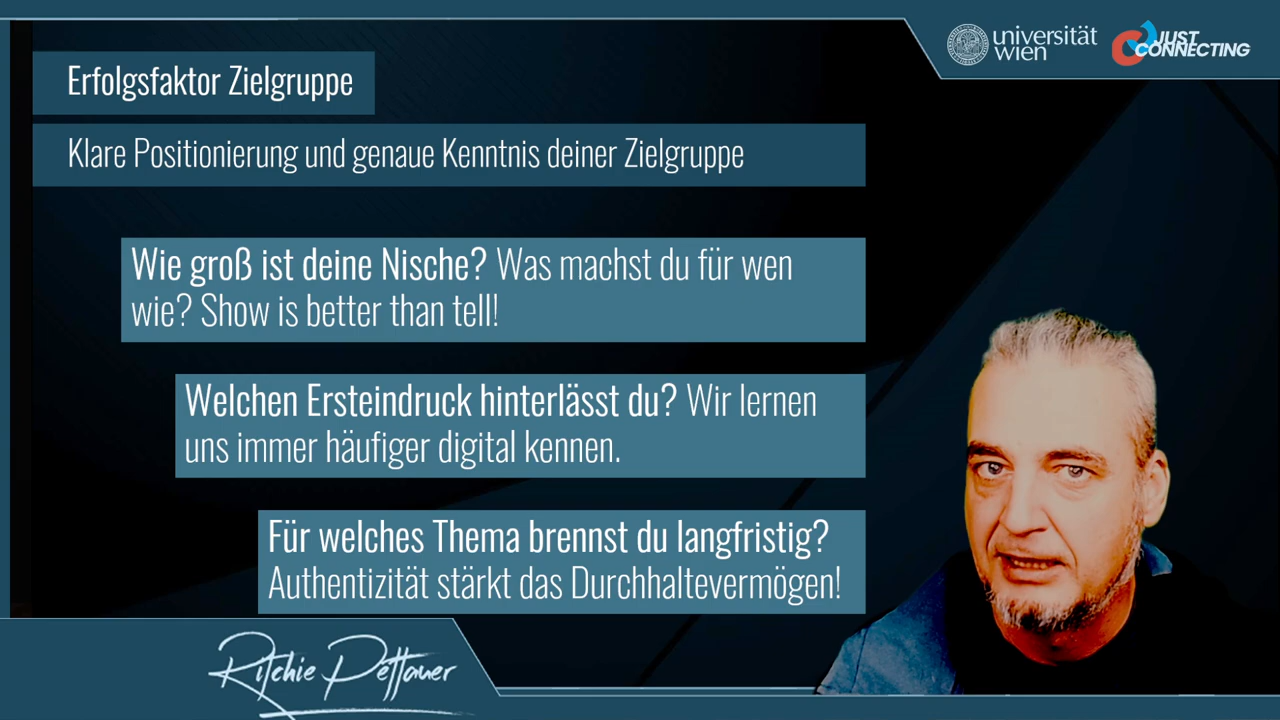 universität
wien
JUST
CONNECTING
Erfolgsfaktor Zielgruppe
Klare Positionierung und genaue Kenntnis deiner Zielgruppe
Wie groß ist deine Nische? Was machst du für wen
wie? Show is better than tell!
Welchen Ersteindruck hinterlässt du? Wir lernen
uns immer häufiger digital kennen.
Für welches Thema brennst du langfristig?
Authentizität stärkt das Durchhaltevermögen!
Ritchie Pettauer